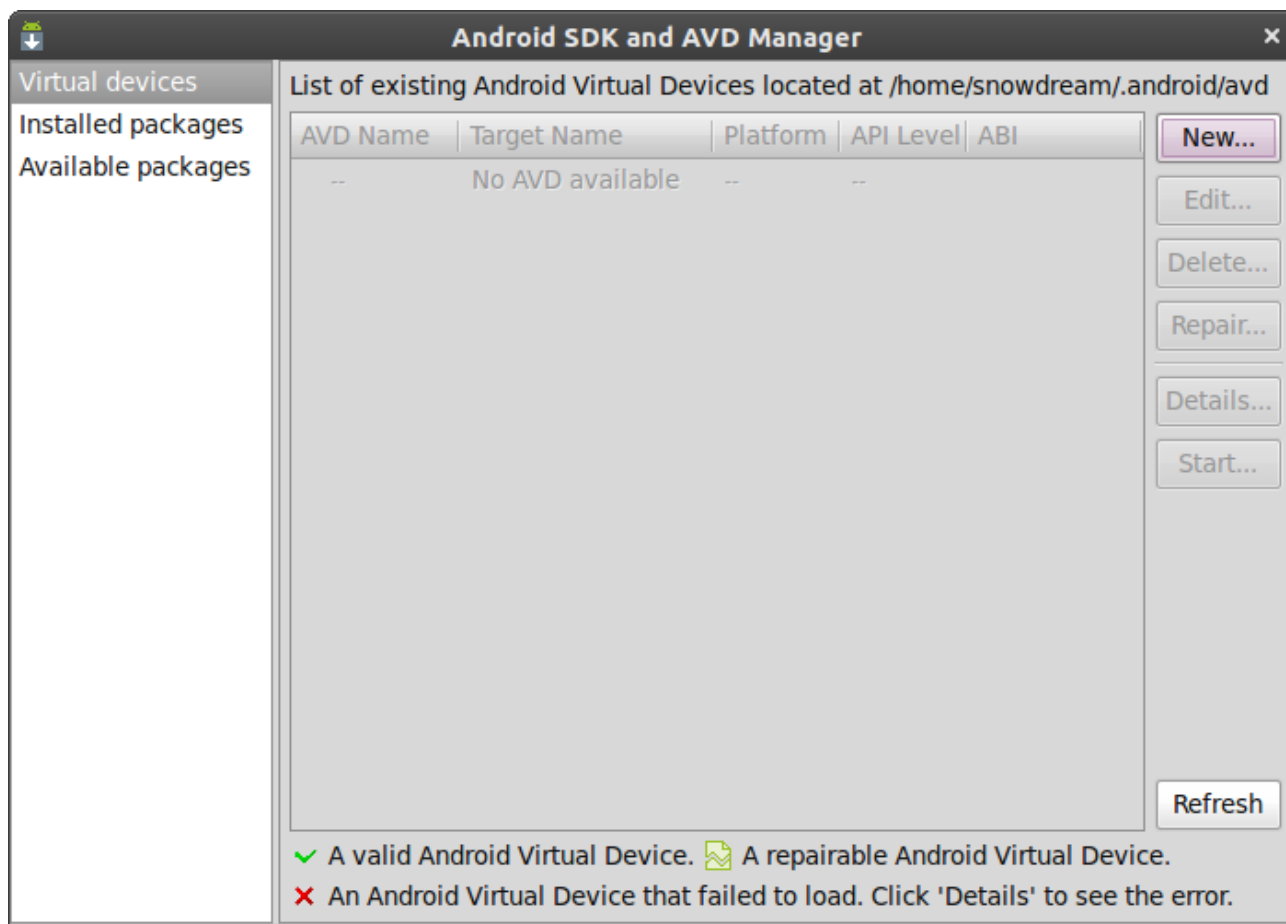 Android SDK and AVD Manager ×
Virtual devices
Installed packages
Available packages
List of existing Android Virtual Devices located at /home/snowdream/.android/avd
AVD Name Target Name Platform API Level ABI
-- No AVD available -- --
New...
Edit...
Delete...
Repair...
Details...
Start...
Refresh
A valid Android Virtual Device. A repairable Android Virtual Device.
An Android Virtual Device that failed to load. Click 'Details' to see the error.